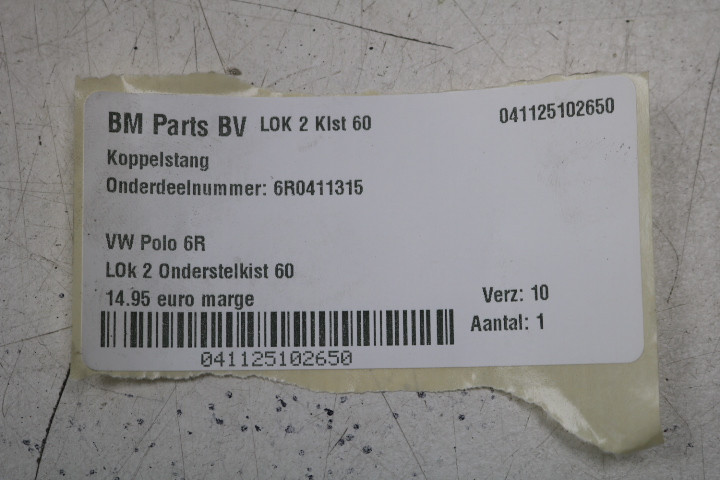 BM Parts BV LOK 2 Klst 60 041125102650
Koppelstang
Onderdeelnummer: 6R0411315
VW Polo 6R
LOk 2 Onderstelkist 60
14.95 euro marge Verz: 10
Aantal: 1
041125102650